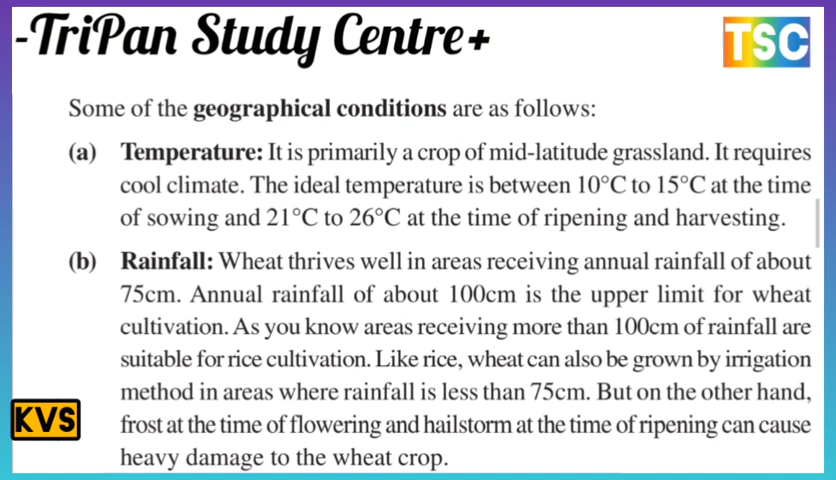 -TriPan Study Centre+
TSC
Some of the geographical conditions are as follows:
(a) Temperature: It is primarily a crop of mid-latitude grassland. It requires
cool climate. The ideal temperature is between 10°C to 15°C at the time
of sowing and 21°C to 26°C at the time of ripening and harvesting.
(b) Rainfall: Wheat thrives well in areas receiving annual rainfall of about
75cm. Annual rainfall of about 100cm is the upper limit for wheat
cultivation. As you know areas receiving more than 100cm of rainfall are
suitable for rice cultivation. Like rice, wheat can also be grown by irrigation
method in areas where rainfall is less than 75cm. But on the other hand,
KVS
frost at the time of flowering and hailstorm at the time of ripening can cause
heavy damage to the wheat crop.